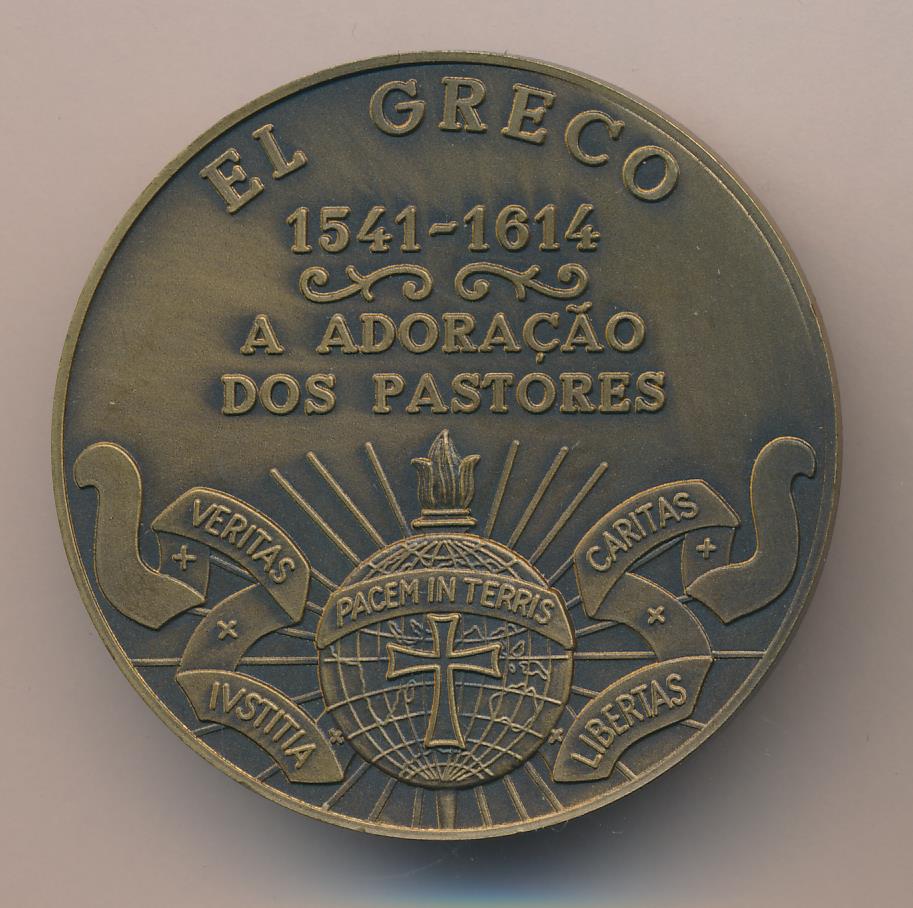 EL GRECO
1541-1614
A ADORAÇÃO
DOS PASTORES
VERITAS
CARITAS
PACEM IN TERRIS
IVSTITIA
LIBERTAS